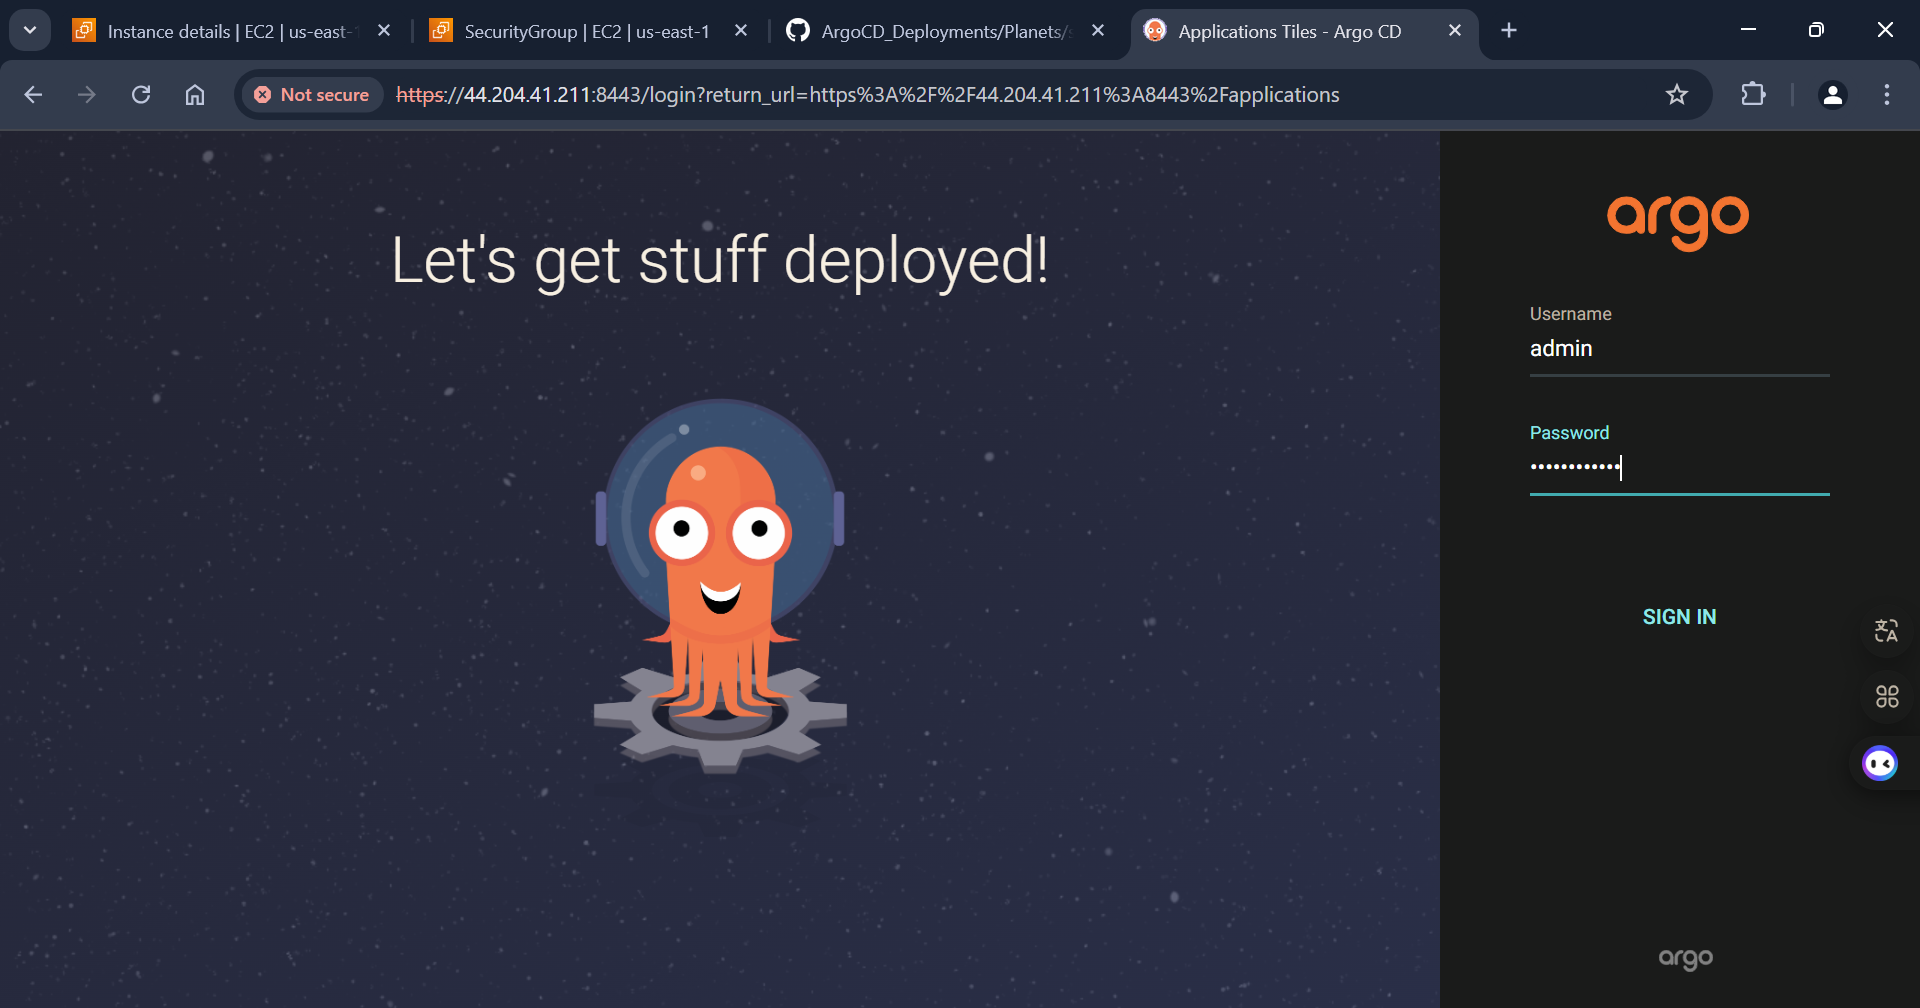 Instance details | EC2 | us-east-1
SecurityGroup | EC2 | us-east-1
ArgoCD_Deployments/Planets/s
Applications Tiles - Argo CD
Not secure
https://44.204.41.211:8443/login?return_url=https%3A%2F%2F44.204.41.211%3A8443%2Fapplications
Let's get stuff deployed!
argo
Username
admin
Password
••••••••••••
SIGN IN
argo